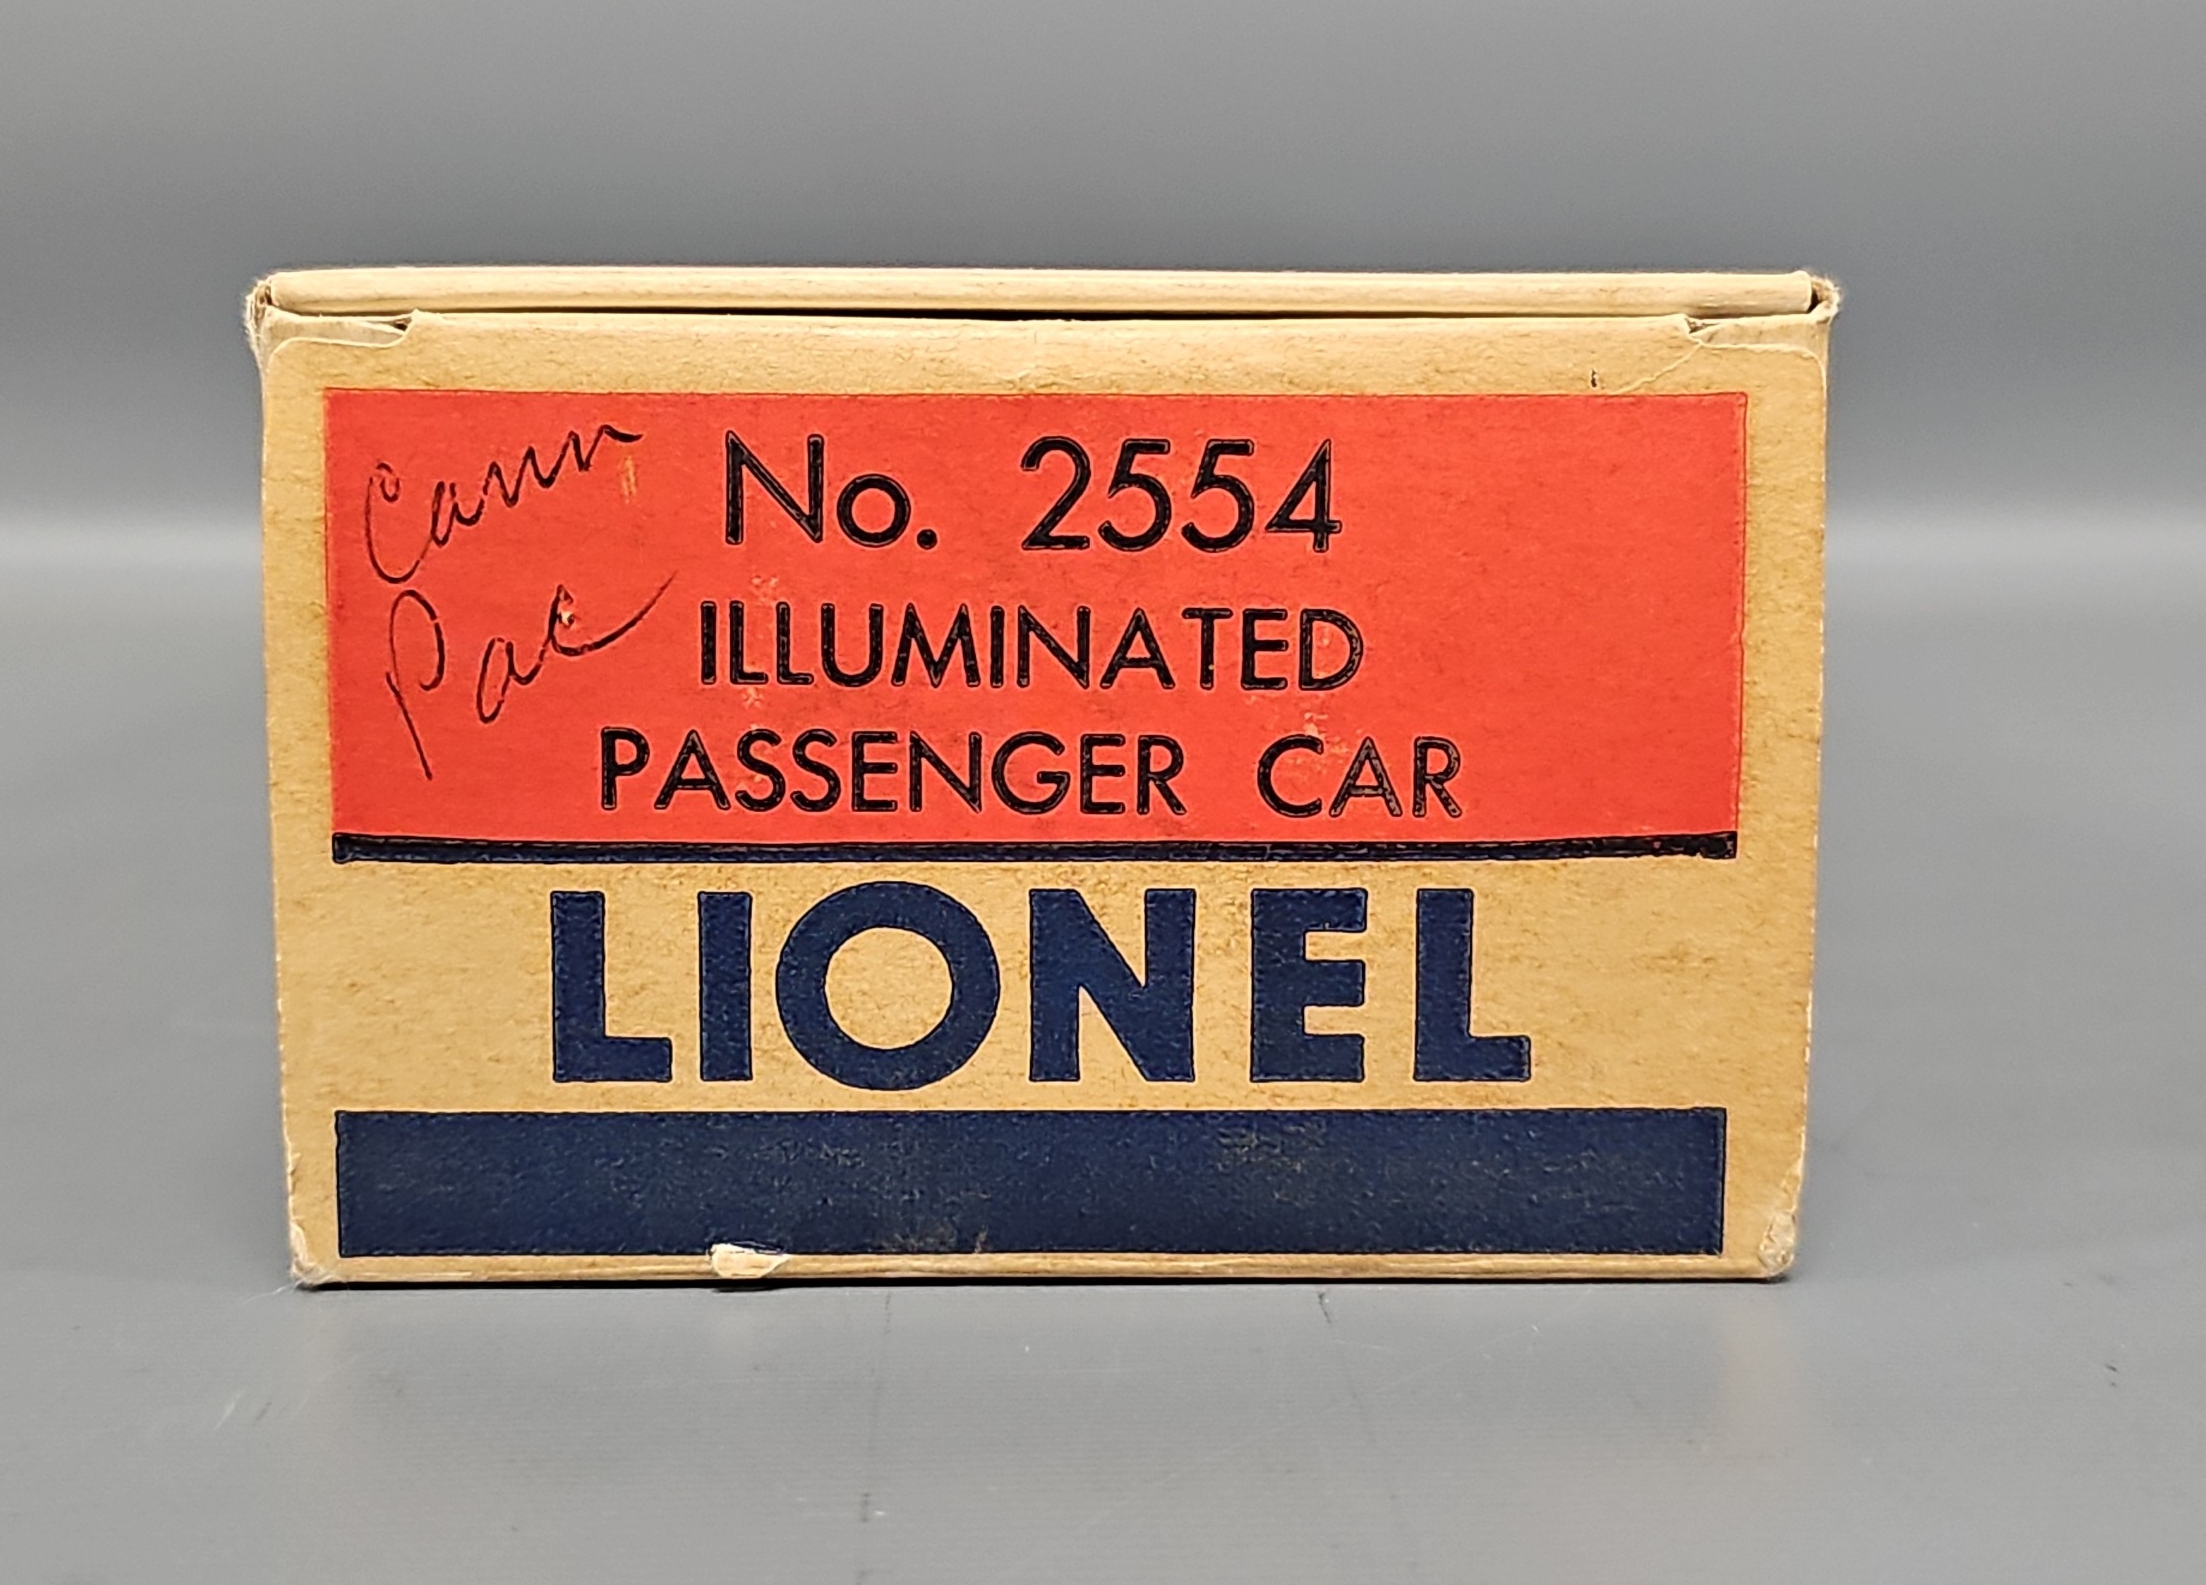 Cann
Pac
No. 2554
ILLUMINATED
PASSENGER CAR
LIONEL